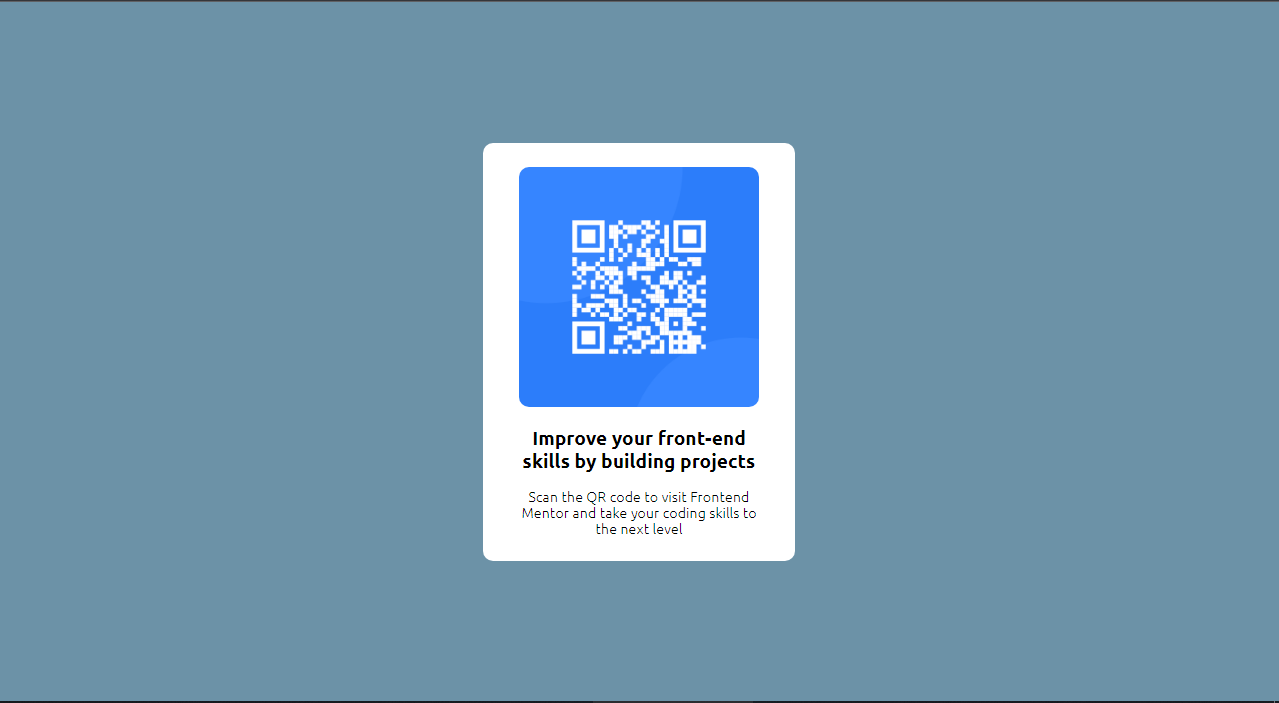 Improve your front-end
skills by building projects
Scan the QR code to visit Frontend
Mentor and take your coding skills to
the next level